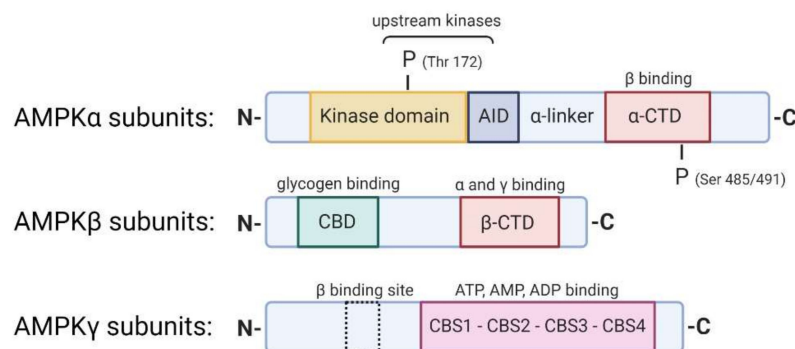 upstream kinases
P (Thr 172)
β binding
AMPKα subunits: N- Kinase domain AID α-linker α-CTD -C
P (Ser 485/491)
glycogen binding α and γ binding
AMPKβ subunits: N- CBD β-CTD -C
β binding site ATP, AMP, ADP binding
AMPKγ subunits: N- CBS1 - CBS2 - CBS3 - CBS4 -C